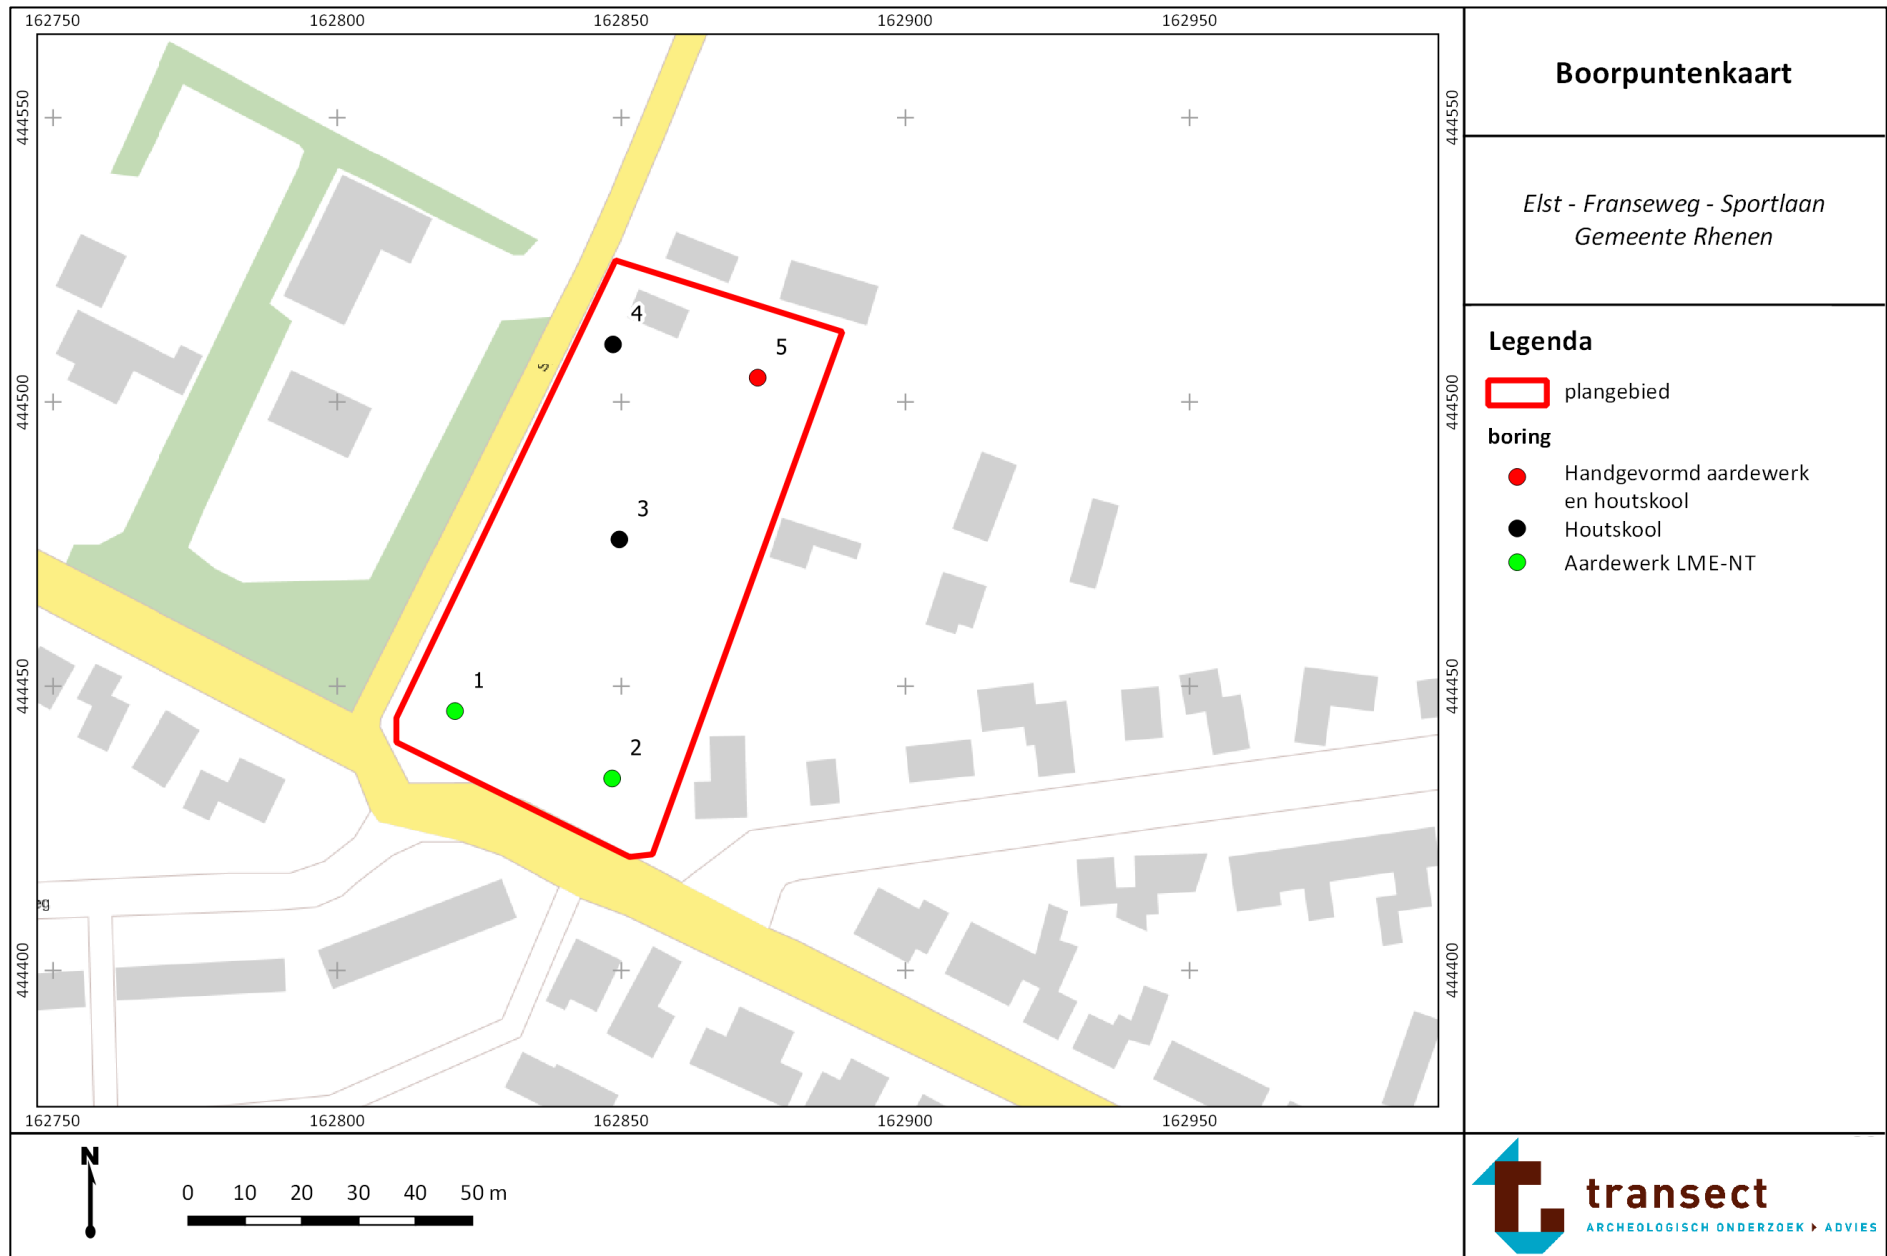 162750 162800 162850 162900 162950
Boorpuntenkaart
444550
444550
Elst - Franseweg - Sportlaan
Gemeente Rhenen
4
5
S
Legenda
plangebied
444500
444500
boring
Handgevormd aardewerk
en houtskool
Houtskool
Aardewerk LME-NT
3
1
444450
444450
2
eg
444400
444400
162750 162800 162850 162900 162950
N
0 10 20 30 40 50 m
transect
ARCHEOLOGISCH ONDERZOEK ▸ ADVIES